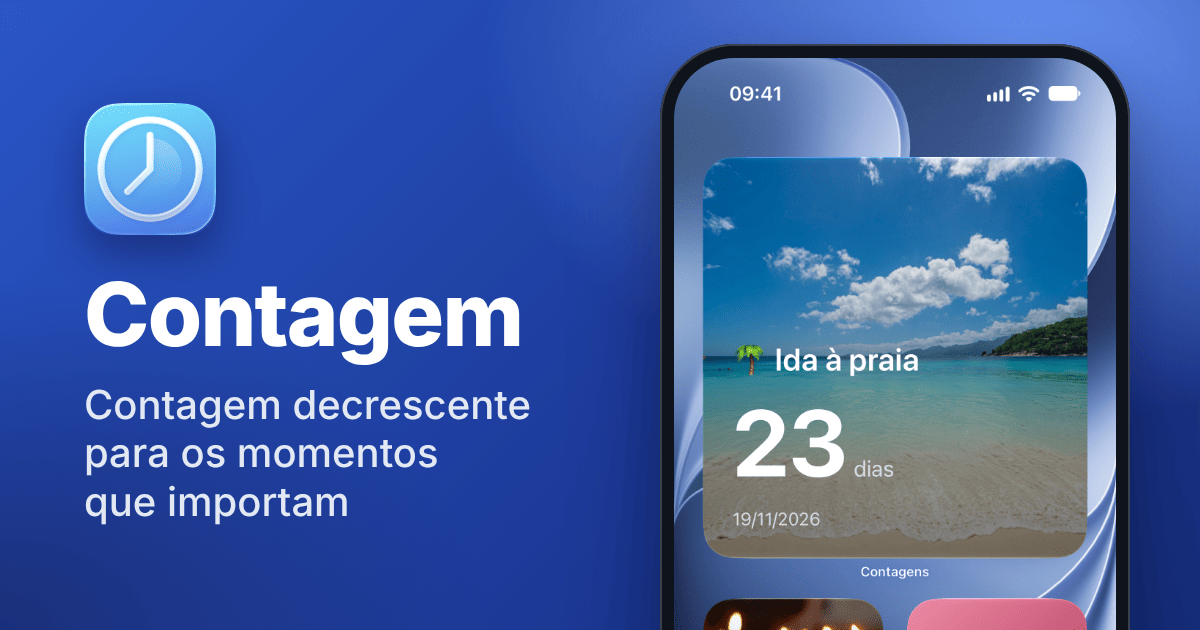 Contagem
Contagem decrescente
para os momentos
que importam
09:41
🌴 Ida à praia
23 dias
19/11/2026
Contagens